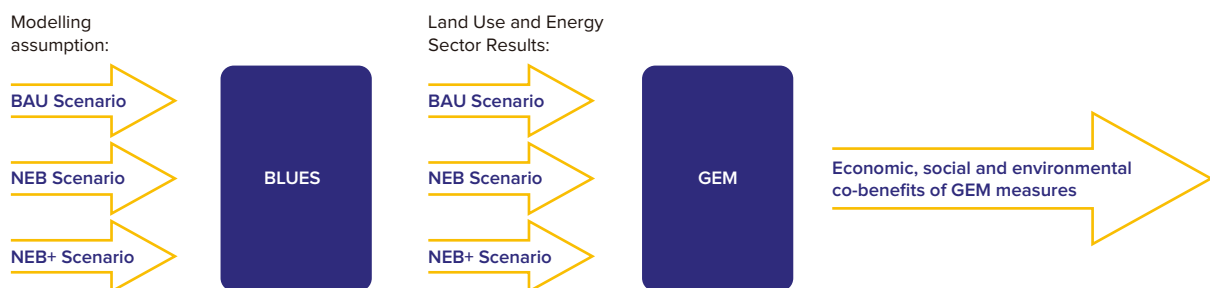 Modelling
assumption:
BAU Scenario
NEB Scenario
NEB+ Scenario
BLUES
Land Use and Energy
Sector Results:
BAU Scenario
NEB Scenario
NEB+ Scenario
GEM
Economic, social and environmental
co-benefits of GEM measures